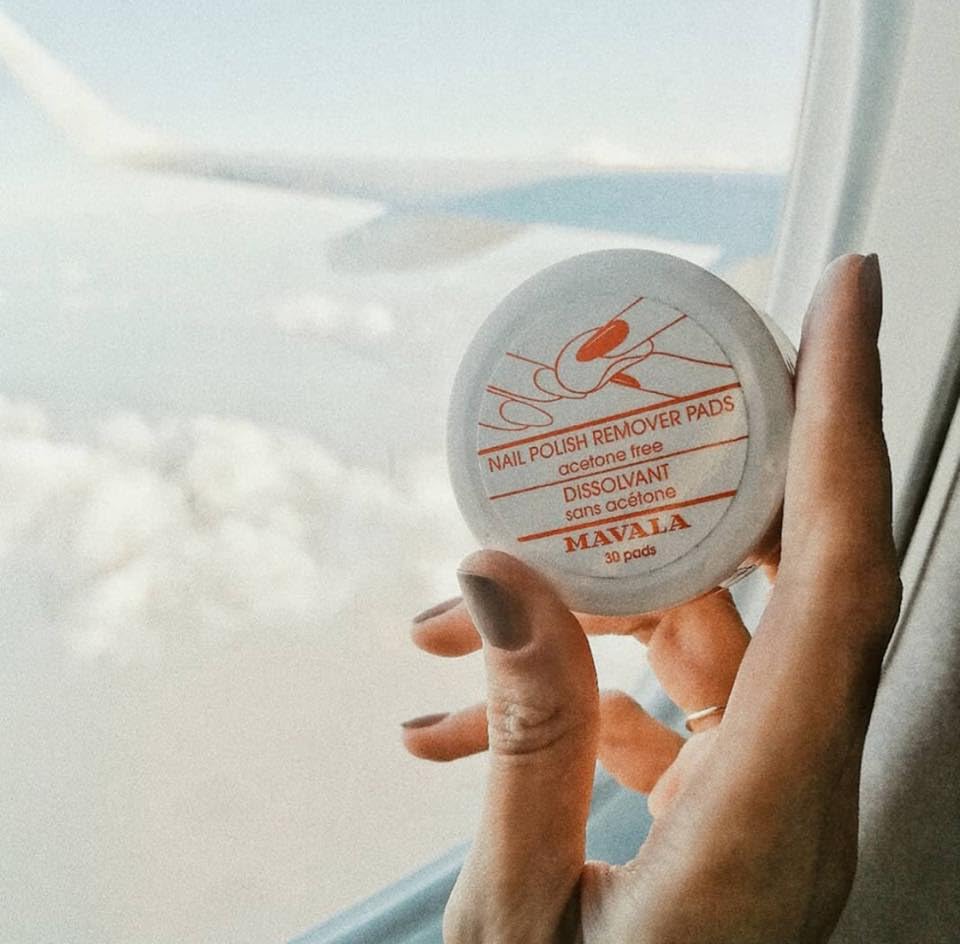 NAIL POLISH REMOVER PADS
acetone free
DISSOLVANT
sans acétone
MAVALA
30 pads